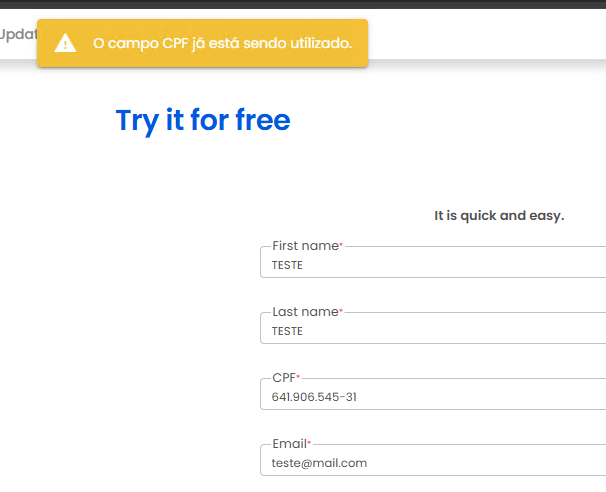 O campo CPF já está sendo utilizado.
Try it for free
It is quick and easy.
First name*
TESTE
Last name*
TESTE
CPF*
641.906.545-31
Email*
teste@mail.com